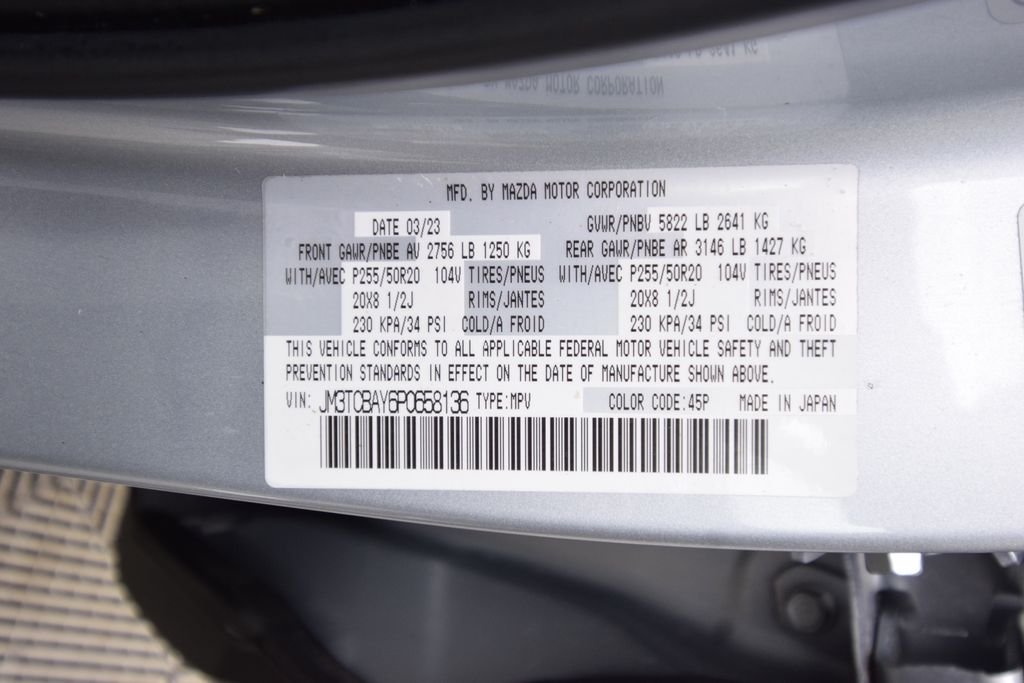 MFD. BY MAZDA MOTOR CORPORATION
DATE 03/23 GVWR/PNBV 5822 LB 2641 KG
FRONT GAWR/PNBE AV 2756 LB 1250 KG REAR GAWR/PNBE AR 3146 LB 1427 KG
WITH/AVEC P255/50R20 104V TIRES/PNEUS WITH/AVEC P255/50R20 104V TIRES/PNEUS
20X8 1/2J RIMS/JANTES 20X8 1/2J RIMS/JANTES
230 KPA/34 PSI COLD/A FROID 230 KPA/34 PSI COLD/A FROID
THIS VEHICLE CONFORMS TO ALL APPLICABLE FEDERAL MOTOR VEHICLE SAFETY AND THEFT
PREVENTION STANDARDS IN EFFECT ON THE DATE OF MANUFACTURE SHOWN ABOVE.
VIN: JM3TCBAY6P0658136 TYPE:MPV COLOR CODE:45P MADE IN JAPAN